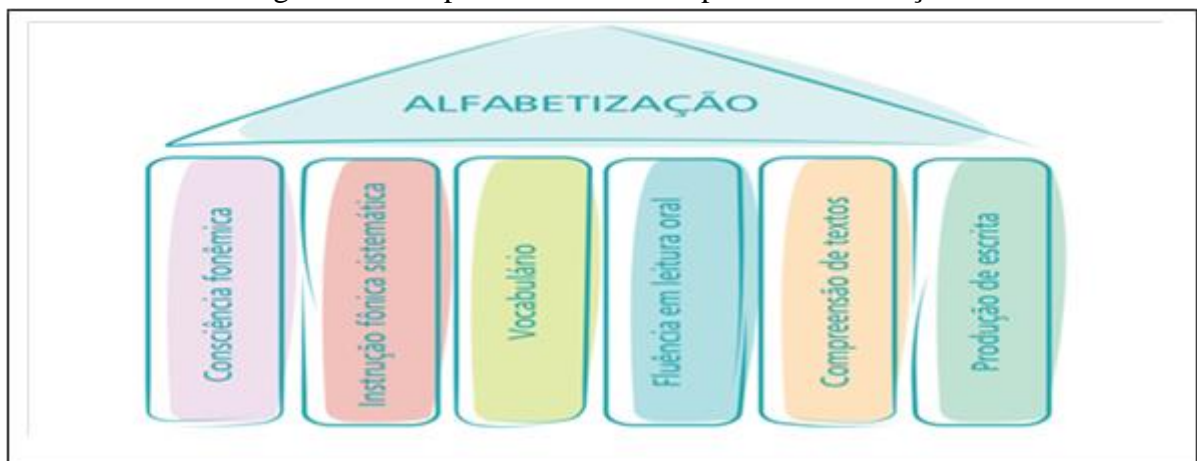 ALFABETIZAÇÃO
Consciência fonêmica
Instrução fônica sistemática
Vocabulário
Fluência em leitura oral
Compreensão de textos
Produção de escrita